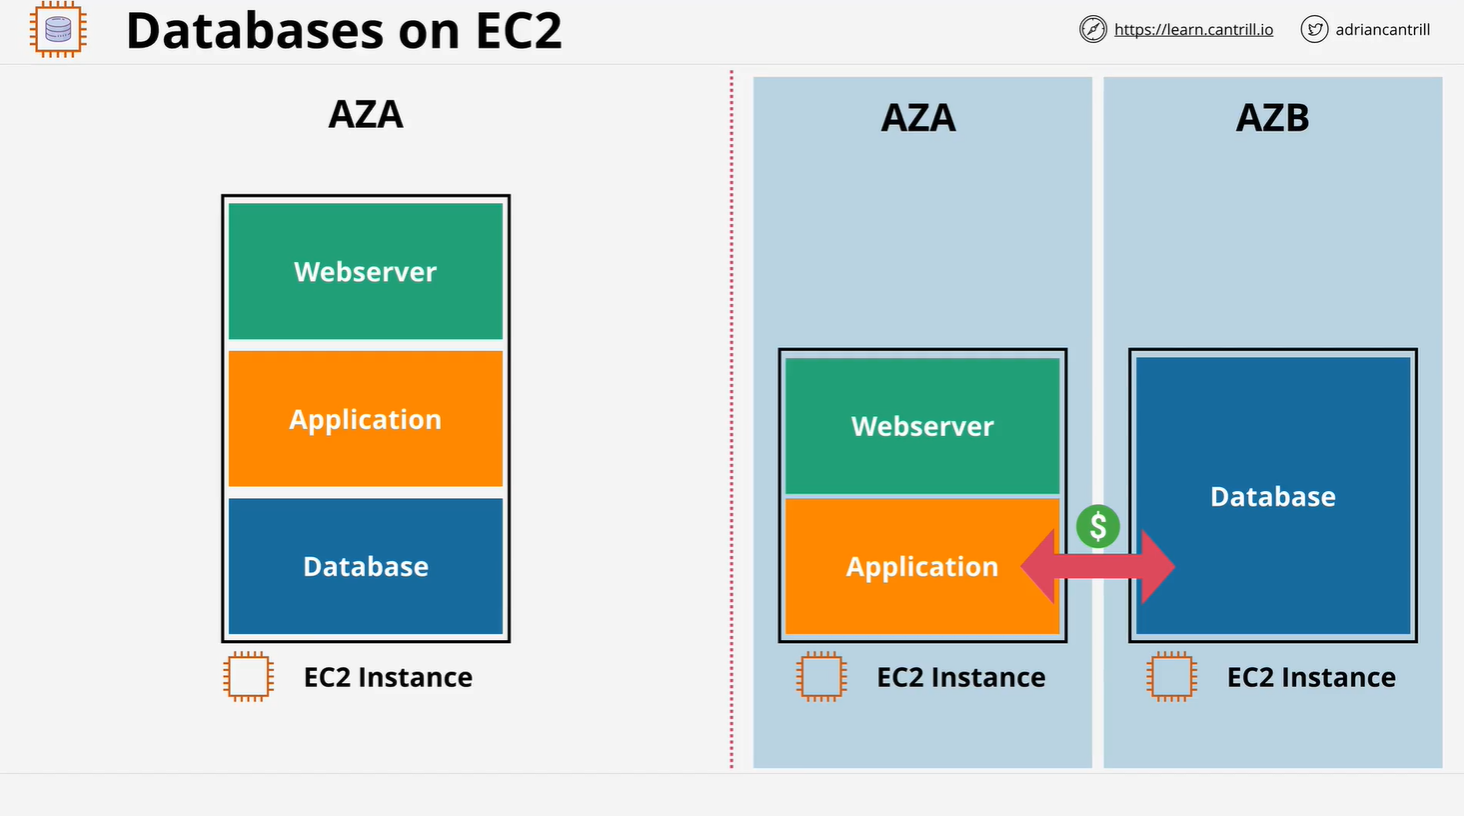 Databases on EC2
https://learn.cantrill.io
adriancantrill
AZA
Webserver
Application
Database
EC2 Instance
AZA
AZB
Webserver
Application
$
Database
EC2 Instance
EC2 Instance